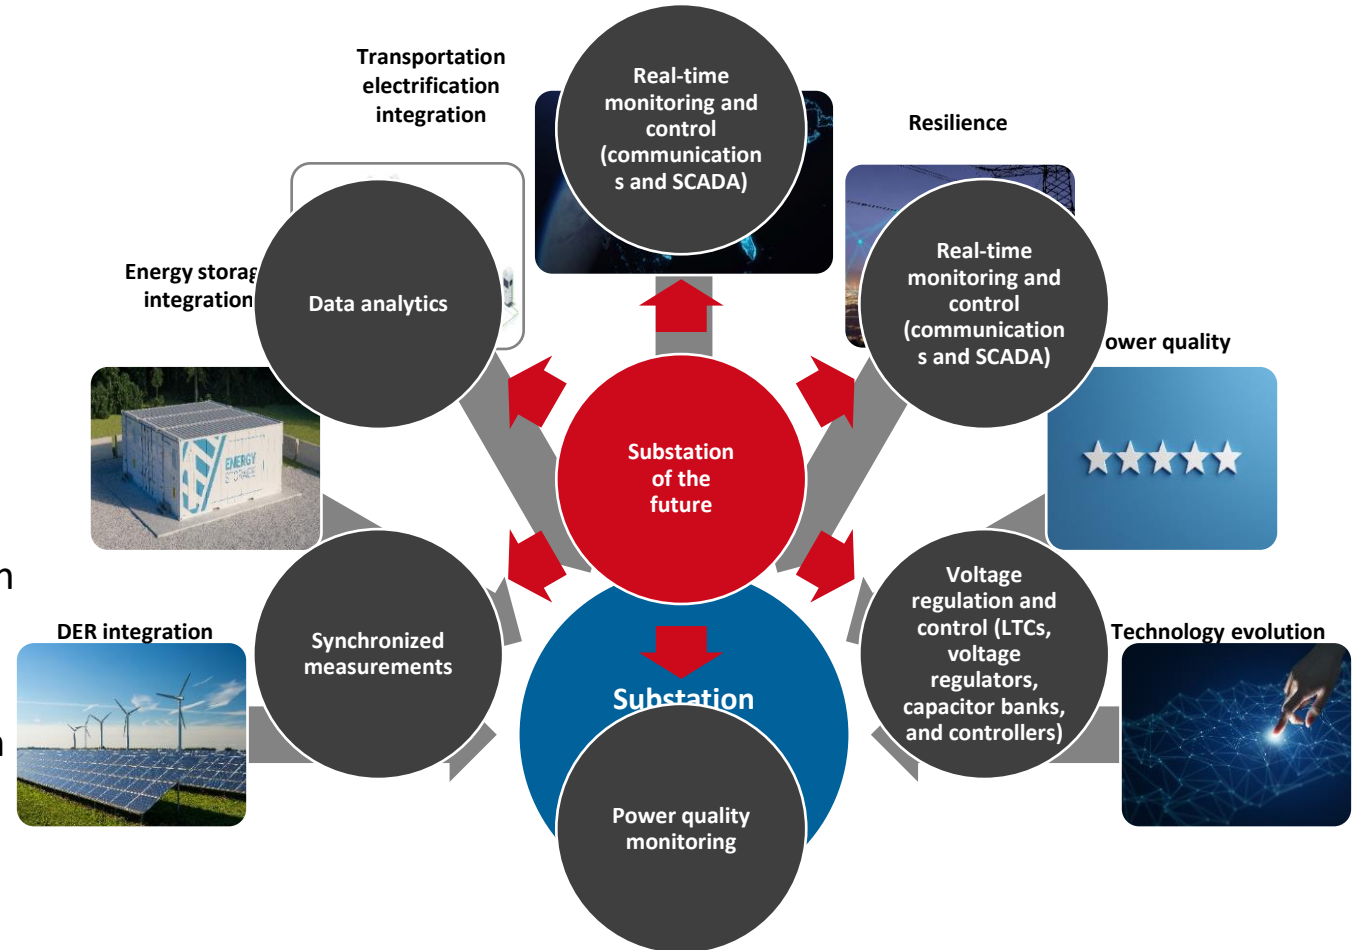 Transportation
electrification
integration
Real-time
monitoring and
control
(communication
s and SCADA)
Resilience
Energy storag
integration
Data analytics
Real-time
monitoring and
control
(communication
s and SCADA)
ower quality
ENERGY
STORAGE
Substation
of the
future
n
DER integration
Synchronized
measurements
Voltage
regulation and
control (LTCs,
voltage
regulators,
capacitor banks,
and controllers)
Technology evolution
Substation
n
Power quality
monitoring